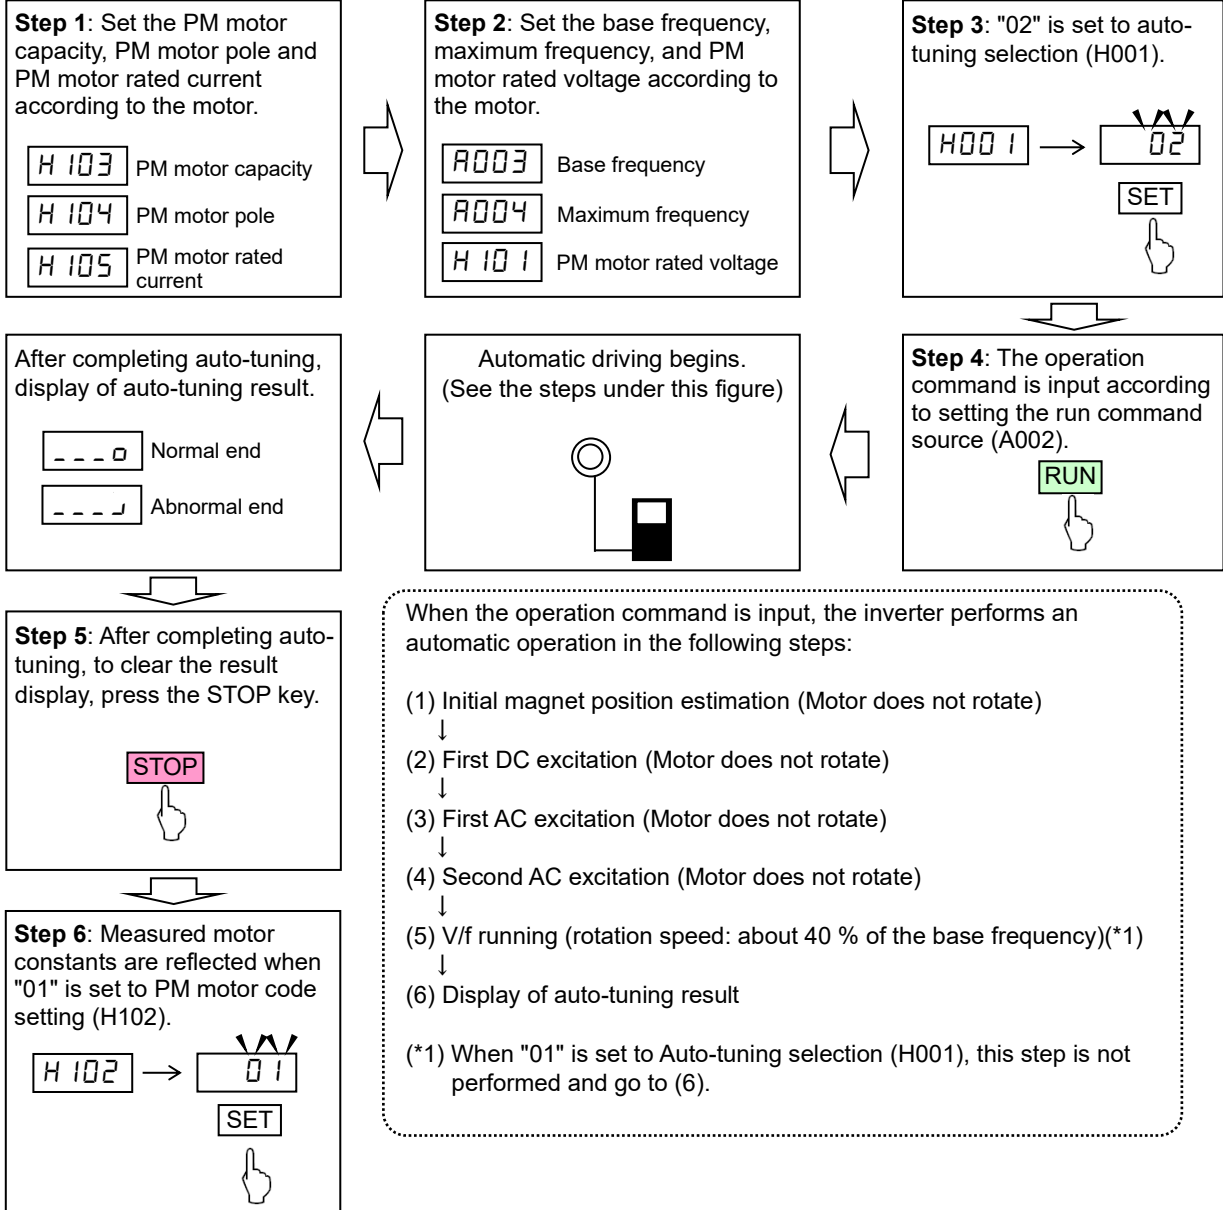 Step 1: Set the PM motor
capacity, PM motor pole and
PM motor rated current
according to the motor.
H103 PM motor capacity
H104 PM motor pole
H105 PM motor rated
current
Step 2: Set the base frequency,
maximum frequency, and PM
motor rated voltage according to
the motor.
A003 Base frequency
A004 Maximum frequency
H101 PM motor rated voltage
Step 3: "02" is set to auto-
tuning selection (H001).
H001 → 02
SET
Step 4: The operation
command is input according
to setting the run command
source (A002).
RUN
Automatic driving begins.
(See the steps under this figure)
After completing auto-tuning,
display of auto-tuning result.
_ _ _ o Normal end
_ _ _ ┘ Abnormal end
Step 5: After completing auto-
tuning, to clear the result
display, press the STOP key.
STOP
Step 6: Measured motor
constants are reflected when
"01" is set to PM motor code
setting (H102).
H102 → 01
SET
When the operation command is input, the inverter performs an
automatic operation in the following steps:
(1) Initial magnet position estimation (Motor does not rotate)
↓
(2) First DC excitation (Motor does not rotate)
↓
(3) First AC excitation (Motor does not rotate)
↓
(4) Second AC excitation (Motor does not rotate)
↓
(5) V/f running (rotation speed: about 40 % of the base frequency)(*1)
↓
(6) Display of auto-tuning result
(*1) When "01" is set to Auto-tuning selection (H001), this step is not
performed and go to (6).